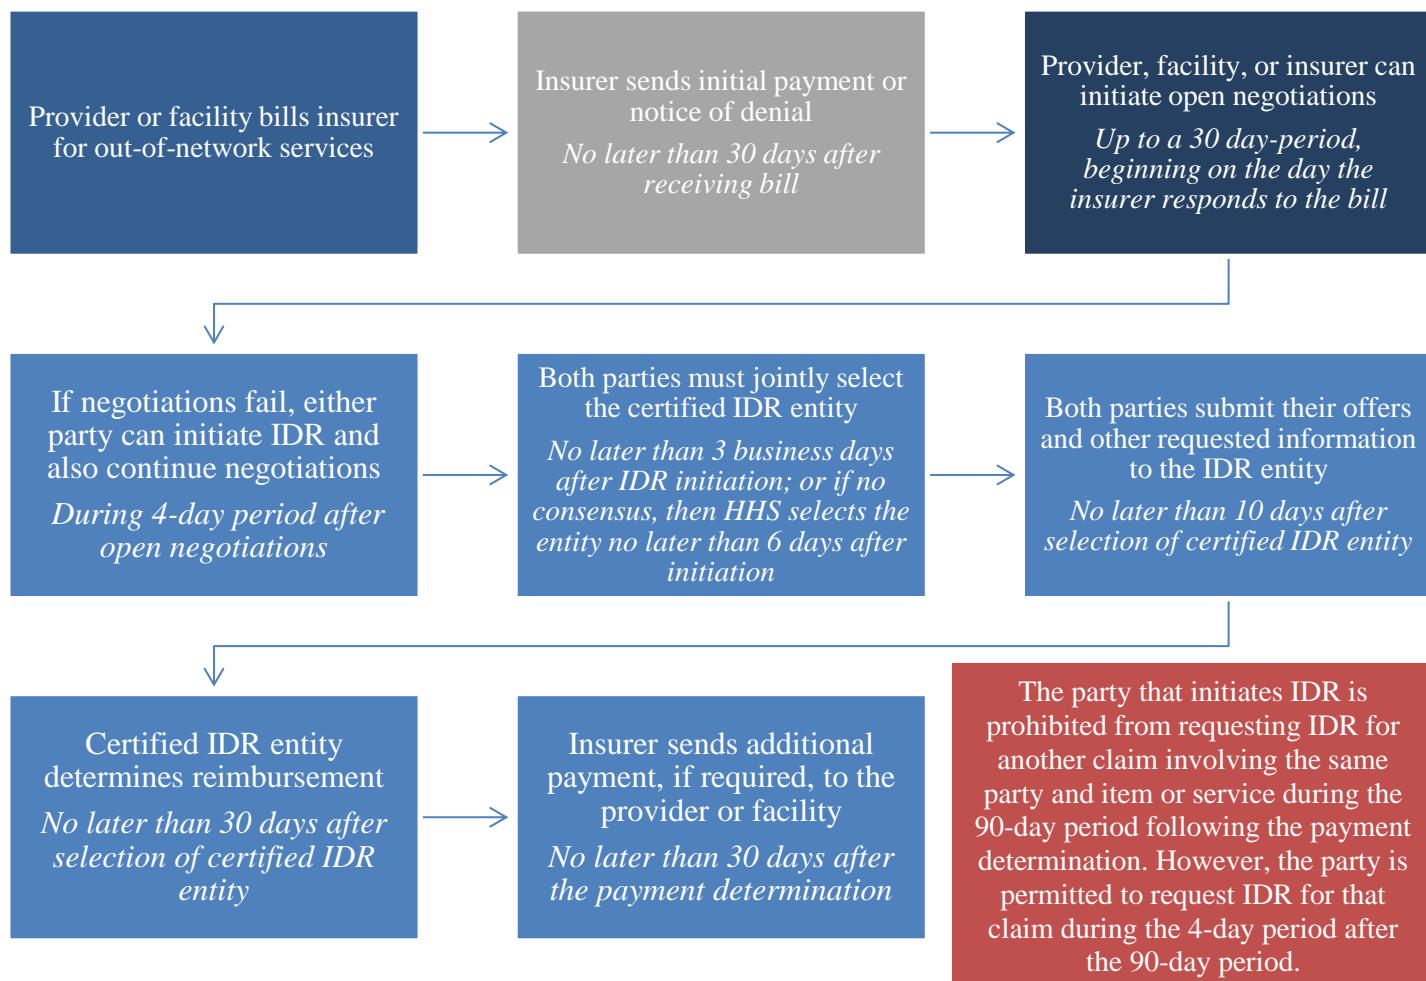 Provider or facility bills insurer
for out-of-network services
Insurer sends initial payment or
notice of denial
No later than 30 days after
receiving bill
Provider, facility, or insurer can
initiate open negotiations
Up to a 30 day-period,
beginning on the day the
insurer responds to the bill
If negotiations fail, either
party can initiate IDR and
also continue negotiations
During 4-day period after
open negotiations
Both parties must jointly select
the certified IDR entity
No later than 3 business days
after IDR initiation; or if no
consensus, then HHS selects the
entity no later than 6 days after
initiation
Both parties submit their offers
and other requested information
to the IDR entity
No later than 10 days after
selection of certified IDR entity
Certified IDR entity
determines reimbursement
No later than 30 days after
selection of certified IDR
entity
Insurer sends additional
payment, if required, to the
provider or facility
No later than 30 days after
the payment determination
The party that initiates IDR is
prohibited from requesting IDR for
another claim involving the same
party and item or service during the
90-day period following the payment
determination. However, the party is
permitted to request IDR for that
claim during the 4-day period after
the 90-day period.